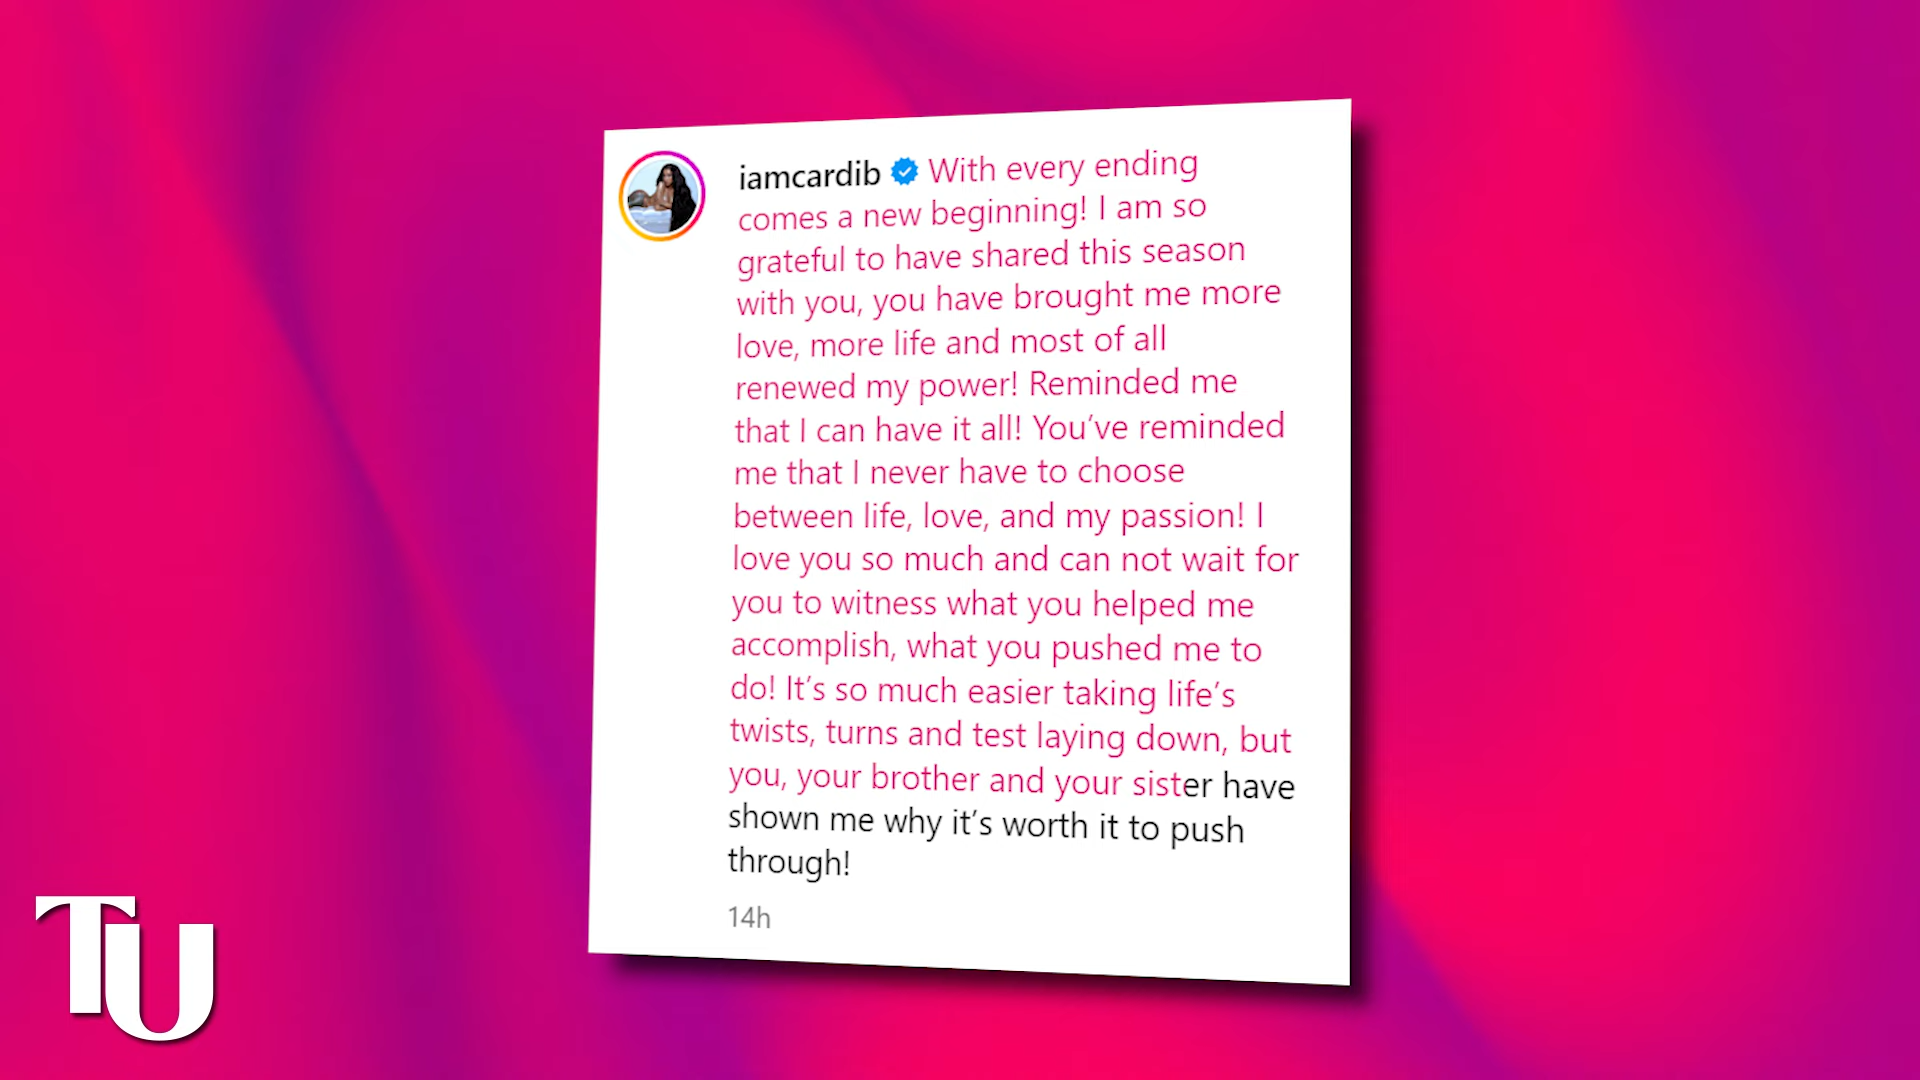 iamcardib With every ending
comes a new beginning! I am so
grateful to have shared this season
with you, you have brought me more
love, more life and most of all
renewed my power! Reminded me
that I can have it all! You've reminded
me that I never have to choose
between life, love, and my passion! I
love you so much and can not wait for
you to witness what you helped me
accomplish, what you pushed me to
do! It's so much easier taking life's
twists, turns and test laying down, but
you, your brother and your sister have
shown me why it's worth it to push
through!
14h
TU